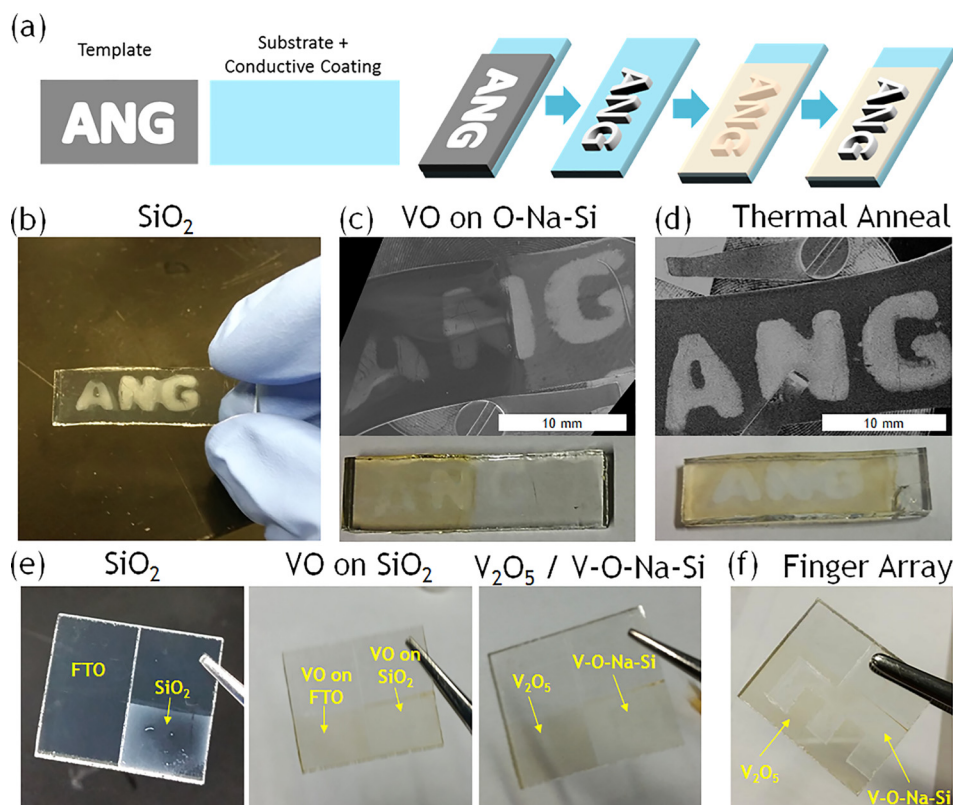 (a)
Template
Substrate +
Conductive Coating
ANG
ANG
ANG
ANG
ANG
(b)
SiO₂
(c)
VO on O-Na-Si
(d)
Thermal Anneal
ANG
ANG
ANG
10 mm
10 mm
ANG
ANG
(e)
SiO₂
VO on SiO₂
V₂O₅ / V-O-Na-Si
(f)
Finger Array
FTO
SiO₂
VO on
FTO
VO on
SiO₂
V₂O₅
V-O-Na-Si
V₂O₅
V-O-Na-Si